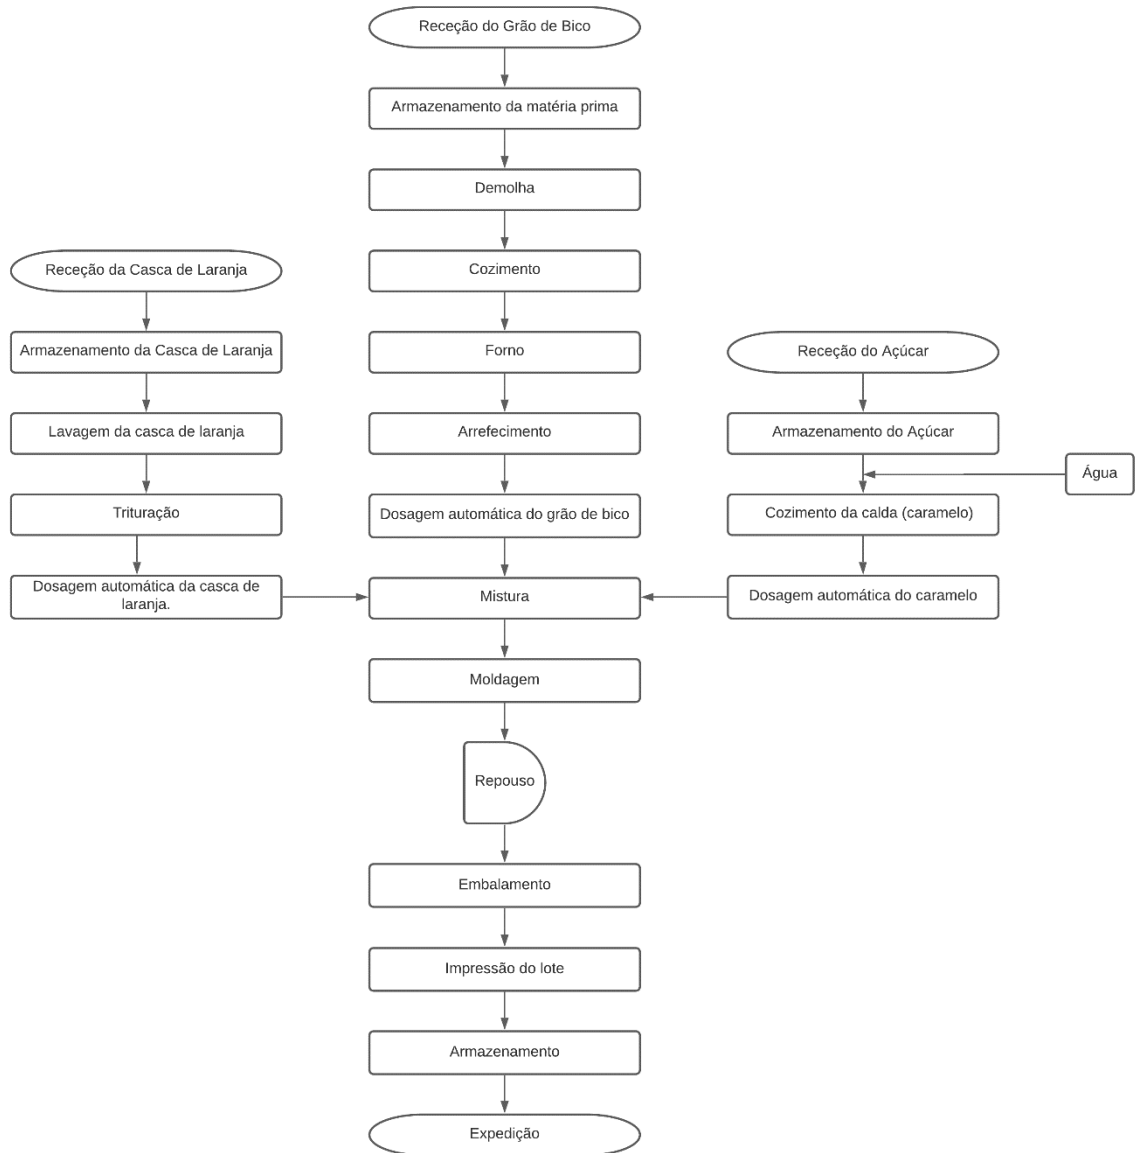 Receção do Grão de Bico
Armazenamento da matéria prima
Demolha
Receção da Casca de Laranja
Cozimento
Armazenamento da Casca de Laranja
Forno
Receção do Açúcar
Lavagem da casca de laranja
Arrefecimento
Armazenamento do Açúcar
Água
Trituração
Dosagem automática do grão de bico
Cozimento da calda (caramelo)
Dosagem automática da casca de
laranja.
Mistura
Dosagem automática do caramelo
Moldagem
Repouso
Embalamento
Impressão do lote
Armazenamento
Expedição